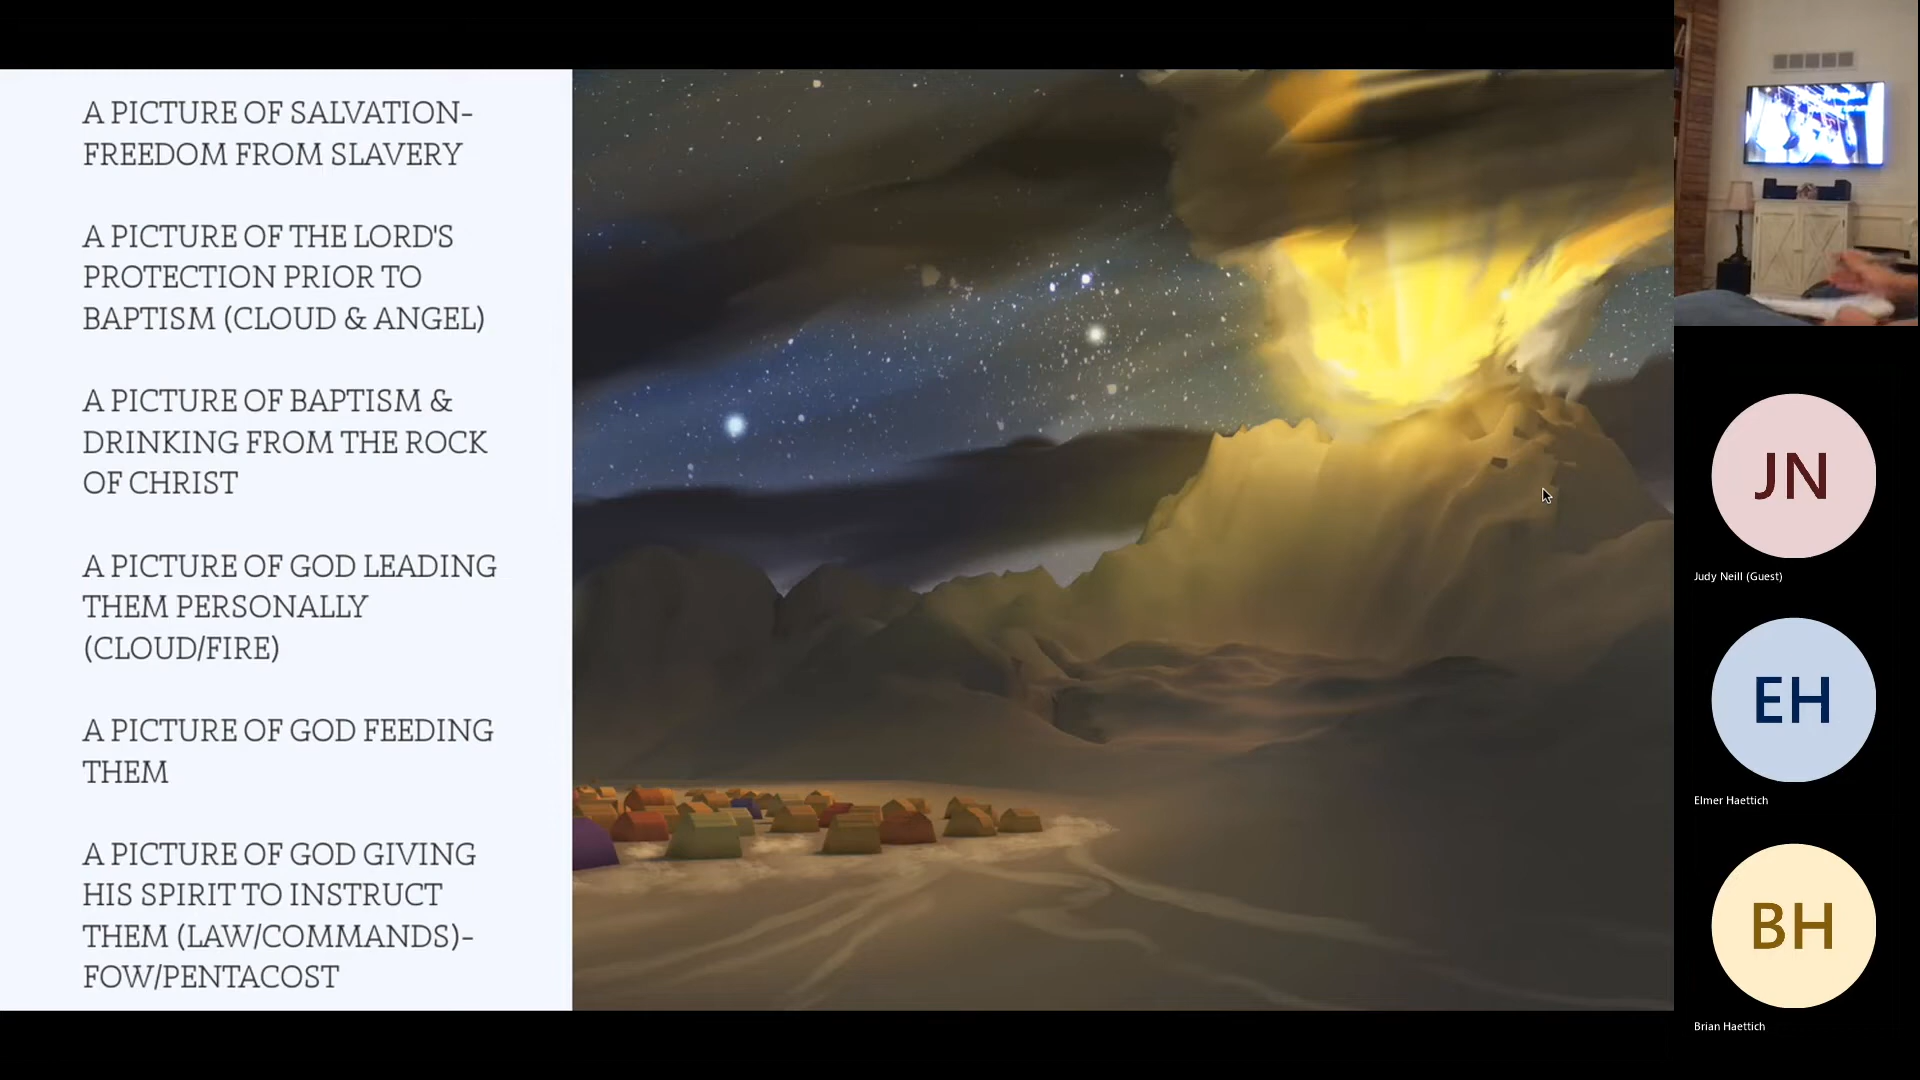 A PICTURE OF SALVATION-
FREEDOM FROM SLAVERY
A PICTURE OF THE LORD'S
PROTECTION PRIOR TO
BAPTISM (CLOUD & ANGEL)
A PICTURE OF BAPTISM &
DRINKING FROM THE ROCK
OF CHRIST
A PICTURE OF GOD LEADING
THEM PERSONALLY
(CLOUD/FIRE)
A PICTURE OF GOD FEEDING
THEM
A PICTURE OF GOD GIVING
HIS SPIRIT TO INSTRUCT
THEM (LAW/COMMANDS)-
FOW/PENTACOST
JN
Judy Neill (Guest)
EH
Elmer Haettich
BH
Brian Haettich